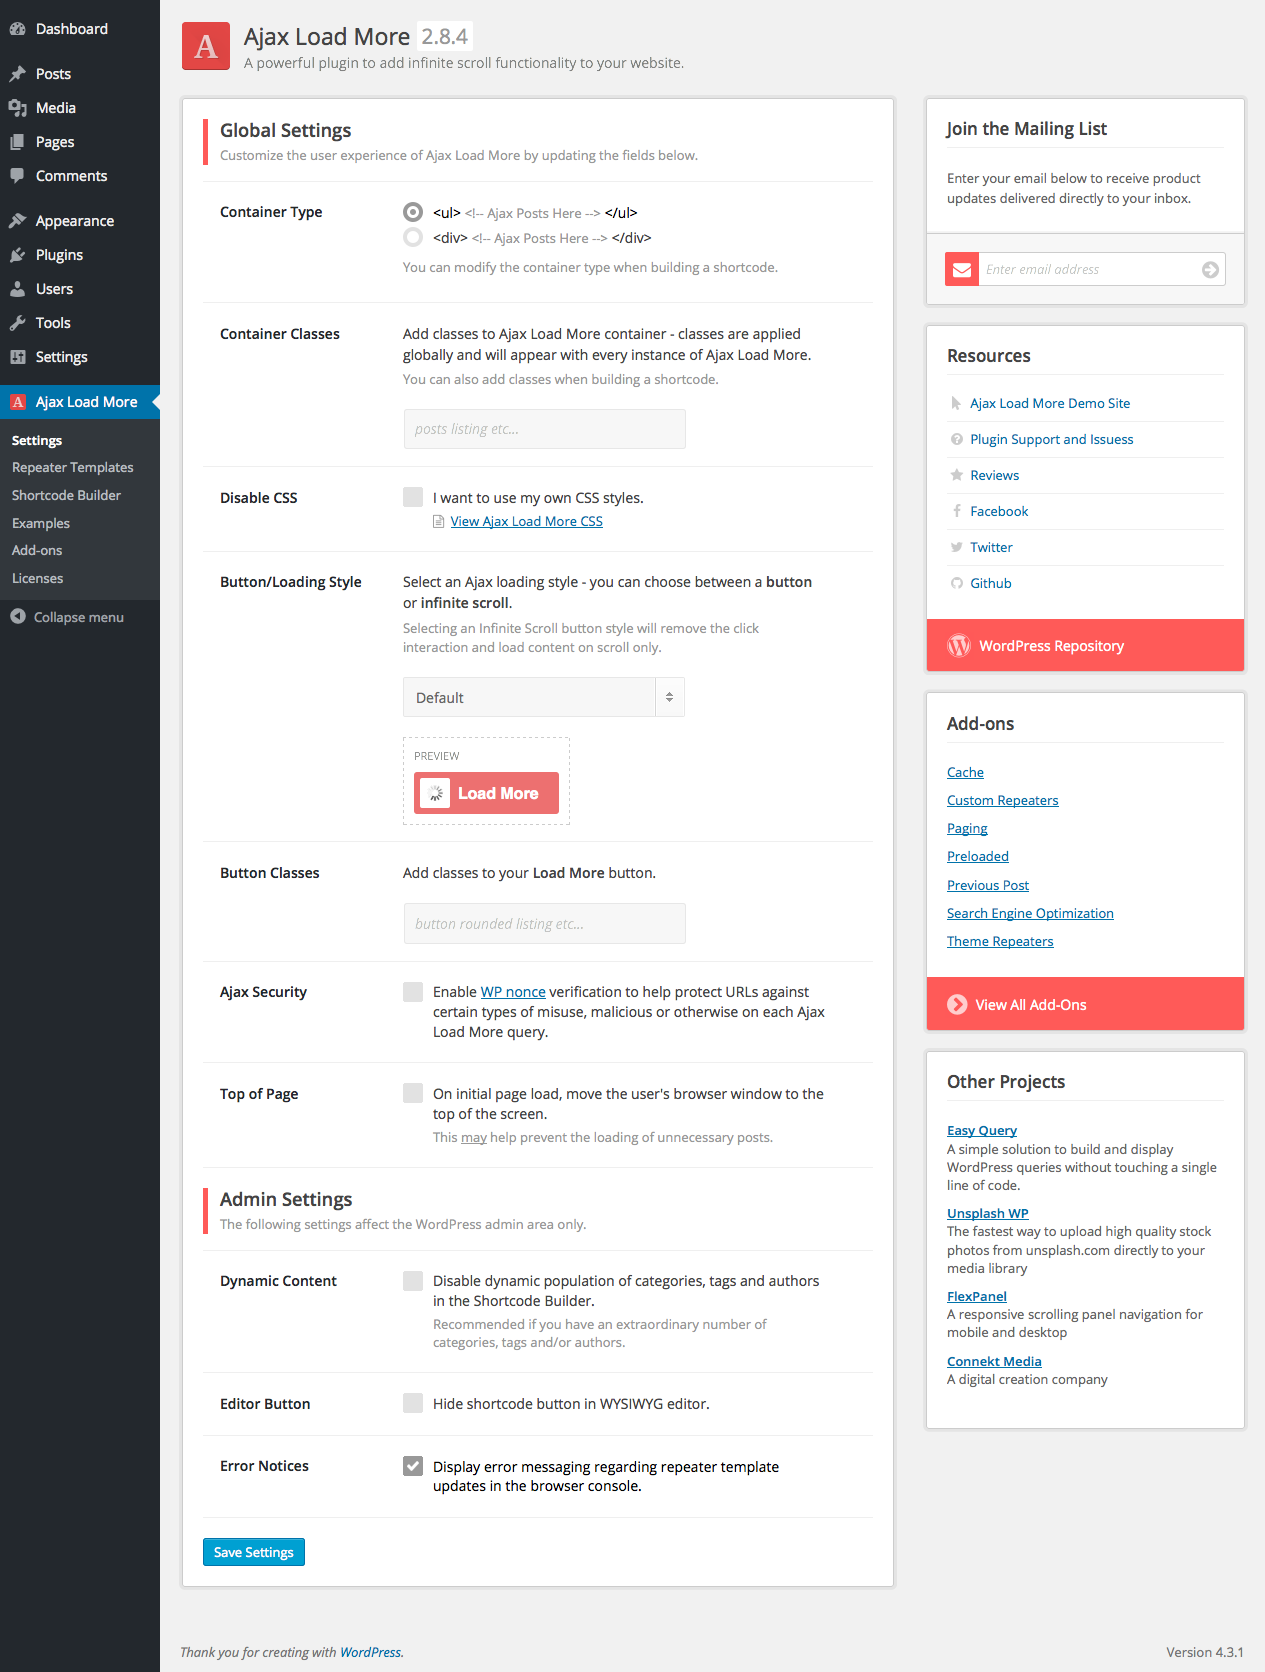 Dashboard
Posts
Media
Pages
Comments
Appearance
Plugins
Users
Tools
Settings
A Ajax Load More
Settings
Repeater Templates
Shortcode Builder
Examples
Add-ons
Licenses
Collapse menu
A
Ajax Load More 2.8.4
A powerful plugin to add infinite scroll functionality to your website.
Global Settings
Customize the user experience of Ajax Load More by updating the fields below.
Container Type
<ul> <!-- Ajax Posts Here --> </ul>
<div> <!-- Ajax Posts Here --> </div>
You can modify the container type when building a shortcode.
Container Classes
Add classes to Ajax Load More container - classes are applied
globally and will appear with every instance of Ajax Load More.
You can also add classes when building a shortcode.
posts listing etc...
Disable CSS
I want to use my own CSS styles.
View Ajax Load More CSS
Button/Loading Style
Select an Ajax loading style - you can choose between a button
or infinite scroll.
Selecting an Infinite Scroll button style will remove the click
interaction and load content on scroll only.
Default
PREVIEW
Load More
Button Classes
Add classes to your Load More button.
button rounded listing etc...
Ajax Security
Enable WP nonce verification to help protect URLs against
certain types of misuse, malicious or otherwise on each Ajax
Load More query.
Top of Page
On initial page load, move the user's browser window to the
top of the screen.
This may help prevent the loading of unnecessary posts.
Admin Settings
The following settings affect the WordPress admin area only.
Dynamic Content
Disable dynamic population of categories, tags and authors
in the Shortcode Builder.
Recommended if you have an extraordinary number of
categories, tags and/or authors.
Editor Button
Hide shortcode button in WYSIWYG editor.
Error Notices
Display error messaging regarding repeater template
updates in the browser console.
Save Settings
Join the Mailing List
Enter your email below to receive product
updates delivered directly to your inbox.
Enter email address
Resources
Ajax Load More Demo Site
Plugin Support and Issuess
Reviews
Facebook
Twitter
Github
WordPress Repository
Add-ons
Cache
Custom Repeaters
Paging
Preloaded
Previous Post
Search Engine Optimization
Theme Repeaters
View All Add-Ons
Other Projects
Easy Query
A simple solution to build and display
WordPress queries without touching a single
line of code.
Unsplash WP
The fastest way to upload high quality stock
photos from unsplash.com directly to your
media library
FlexPanel
A responsive scrolling panel navigation for
mobile and desktop
Connekt Media
A digital creation company
Thank you for creating with WordPress.
Version 4.3.1